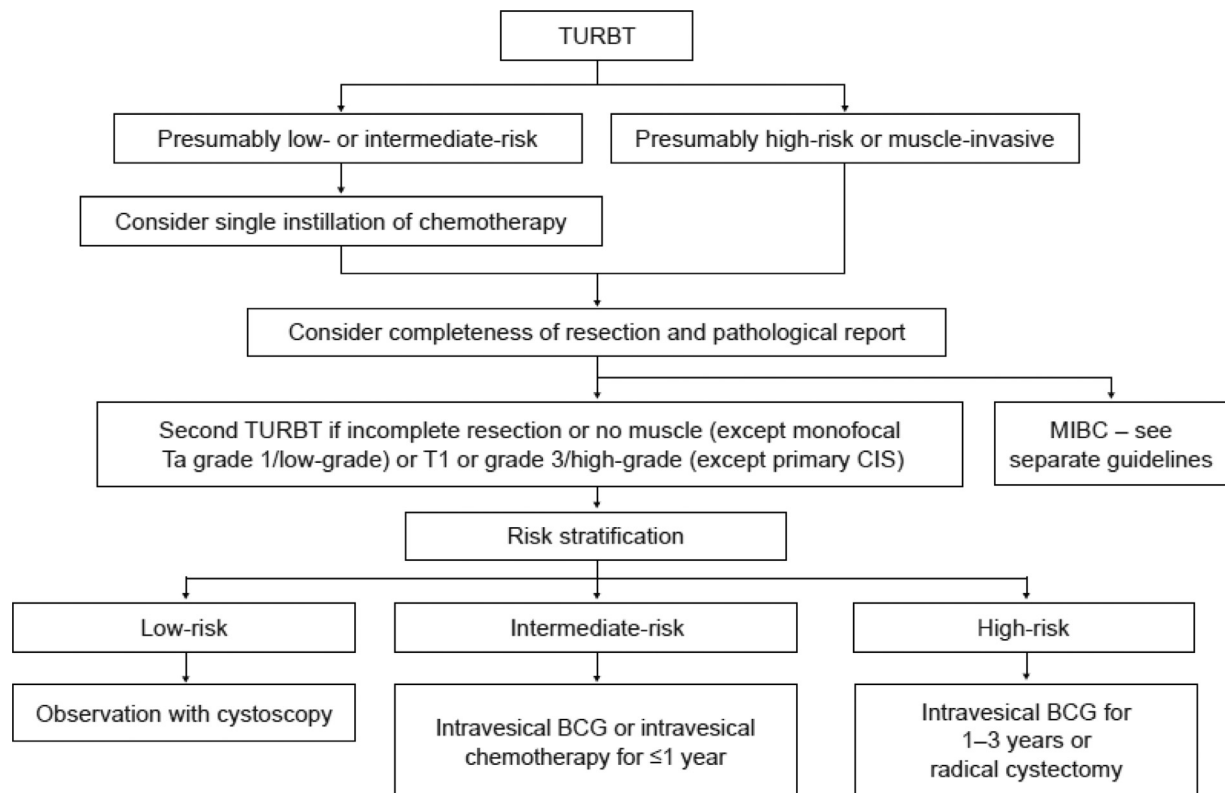 TURBT
Presumably low- or intermediate-risk
Presumably high-risk or muscle-invasive
Consider single instillation of chemotherapy
Consider completeness of resection and pathological report
Second TURBT if incomplete resection or no muscle (except monofocal
Ta grade 1/low-grade) or T1 or grade 3/high-grade (except primary CIS)
MIBC – see
separate guidelines
Risk stratification
Low-risk
Intermediate-risk
High-risk
Observation with cystoscopy
Intravesical BCG or intravesical
chemotherapy for ≤1 year
Intravesical BCG for
1–3 years or
radical cystectomy